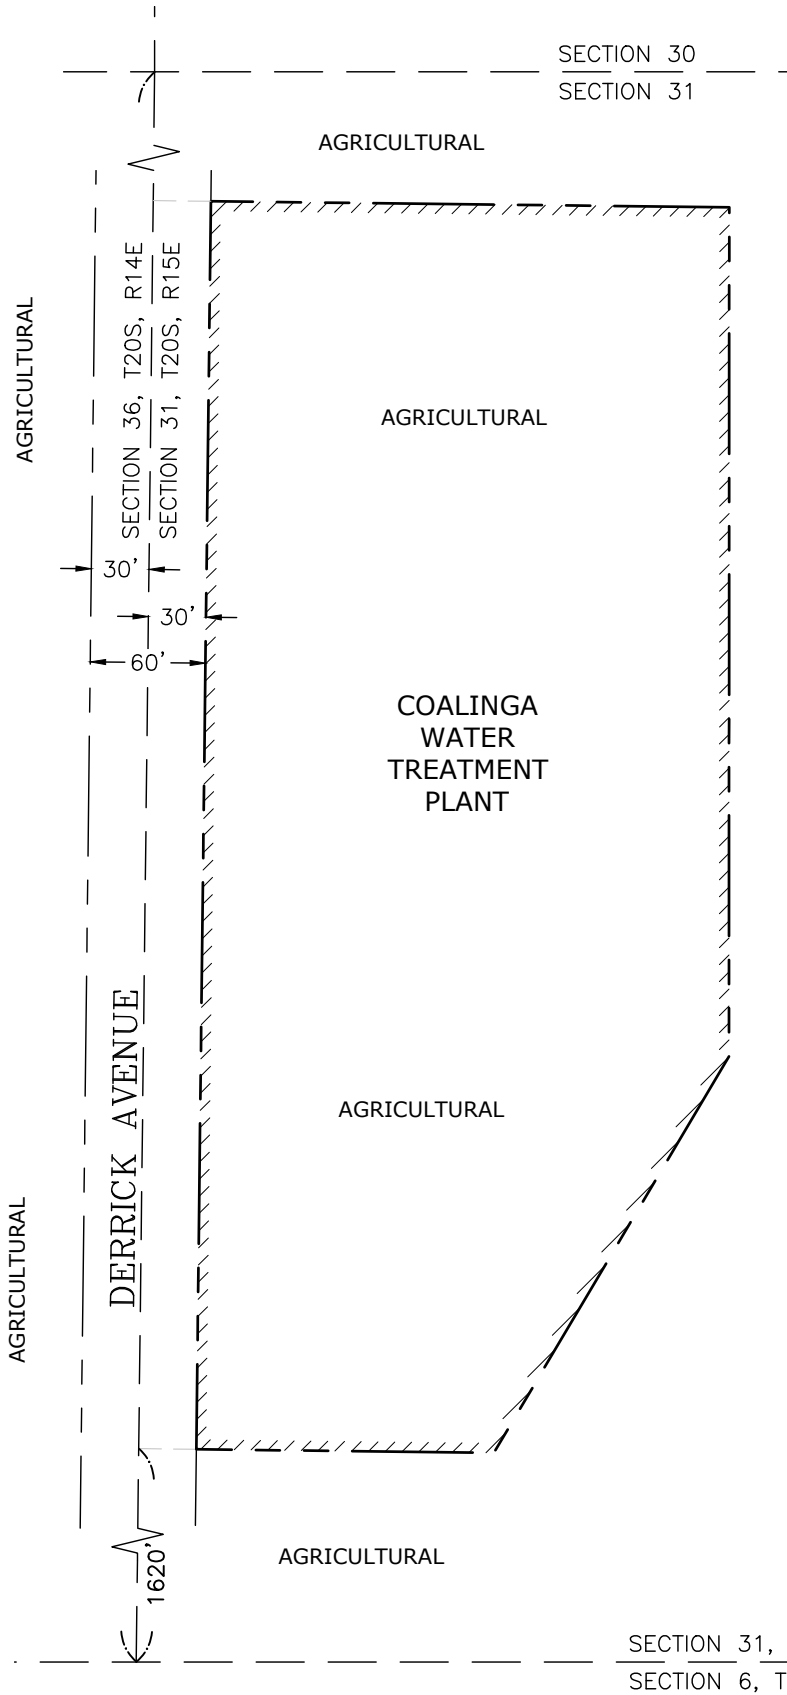 SECTION 30
SECTION 31
AGRICULTURAL
AGRICULTURAL
SECTION 36, T20S, R14E
SECTION 31, T20S, R15E
AGRICULTURAL
30'
30'
60'
COALINGA
WATER
TREATMENT
PLANT
DERRICK AVENUE
AGRICULTURAL
AGRICULTURAL
AGRICULTURAL
1620'
SECTION 31,
SECTION 6, T